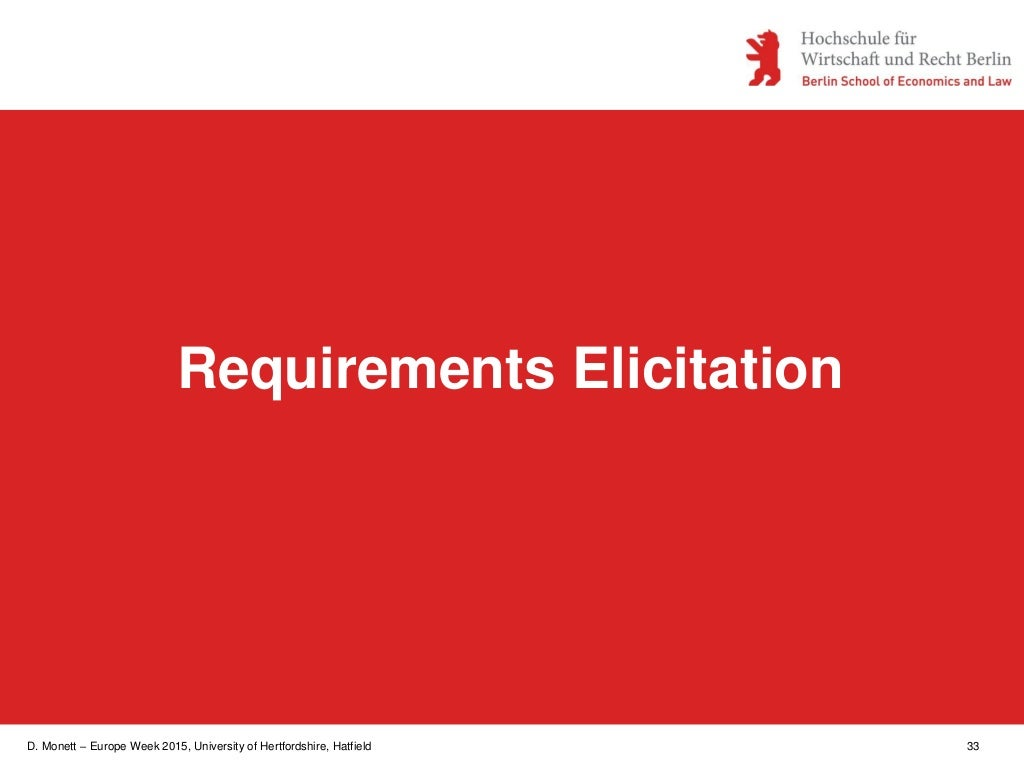 Hochschule für
Wirtschaft und Recht Berlin
Berlin School of Economics and Law
Requirements Elicitation
D. Monett – Europe Week 2015, University of Hertfordshire, Hatfield
33